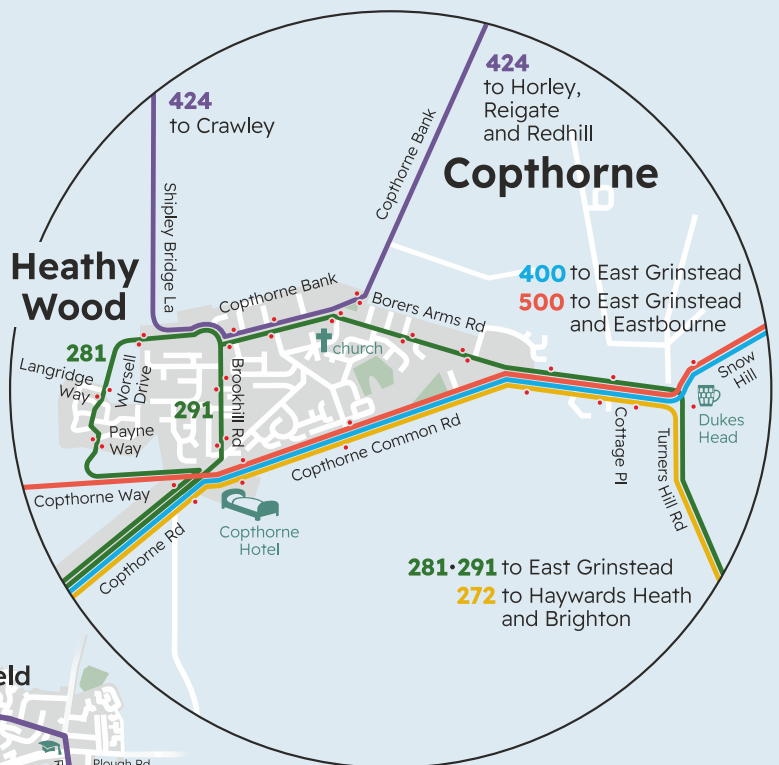 424
to Crawley
424
to Horley,
Reigate
and Redhill
Copthorne
Copthorne Bank
Shipley Bridge La
Heathy
Wood
400 to East Grinstead
500 to East Grinstead
and Eastbourne
Copthorne Bank
Borers Arms Rd
church
281
Langridge
Way
Worsell
Drive
Brookhill Rd
291
Payne
Way
Snow
Hill
Dukes
Head
Cottage Pl
Turners Hill Rd
Copthorne Common Rd
Copthorne Way
Copthorne Rd
Copthorne
Hotel
281·291 to East Grinstead
272 to Haywards Heath
and Brighton
eld
Plough Rd